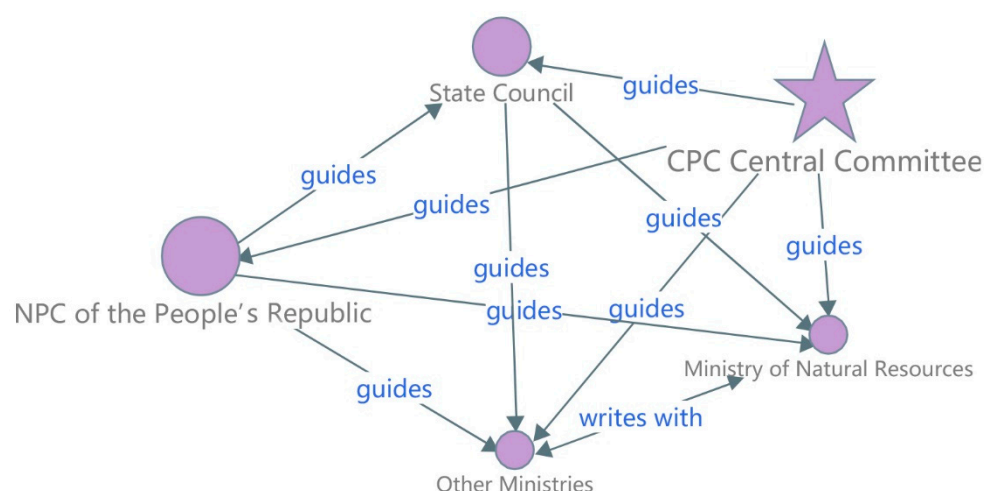 State Council
guides
CPC Central Committee
guides
guides
guides
guides
NPC of the People’s Republic
guides
guides
guides
Ministry of Natural Resources
guides
guides
writes with
Other Ministries